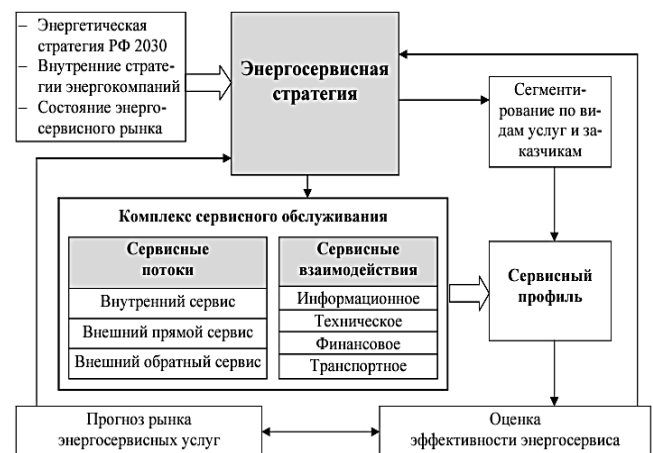 – Энергетическая
стратегия РФ 2030
– Внутренние страте-
гии энергокомпаний
– Состояние энерго-
сервисного рынка
Энергосервисная
стратегия
Сегменти-
рование по ви-
дам услуг и за-
казчикам
Комплекс сервисного обслуживания
Сервисные
потоки
Внутренний сервис
Внешний прямой сервис
Внешний обратный сервис
Сервисные
взаимодействия
Информационное
Техническое
Финансовое
Транспортное
Сервисный
профиль
Прогноз рынка
энергосервисных услуг
Оценка
эффективности энергосервиса